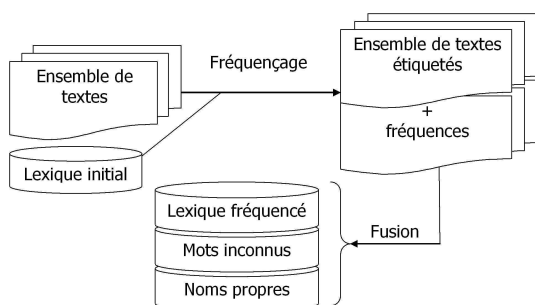 Ensemble de
textes
Lexique initial
Fréquençage
Ensemble de textes
étiquetés
+
fréquences
Fusion
Lexique fréquencé
Mots inconnus
Noms propres